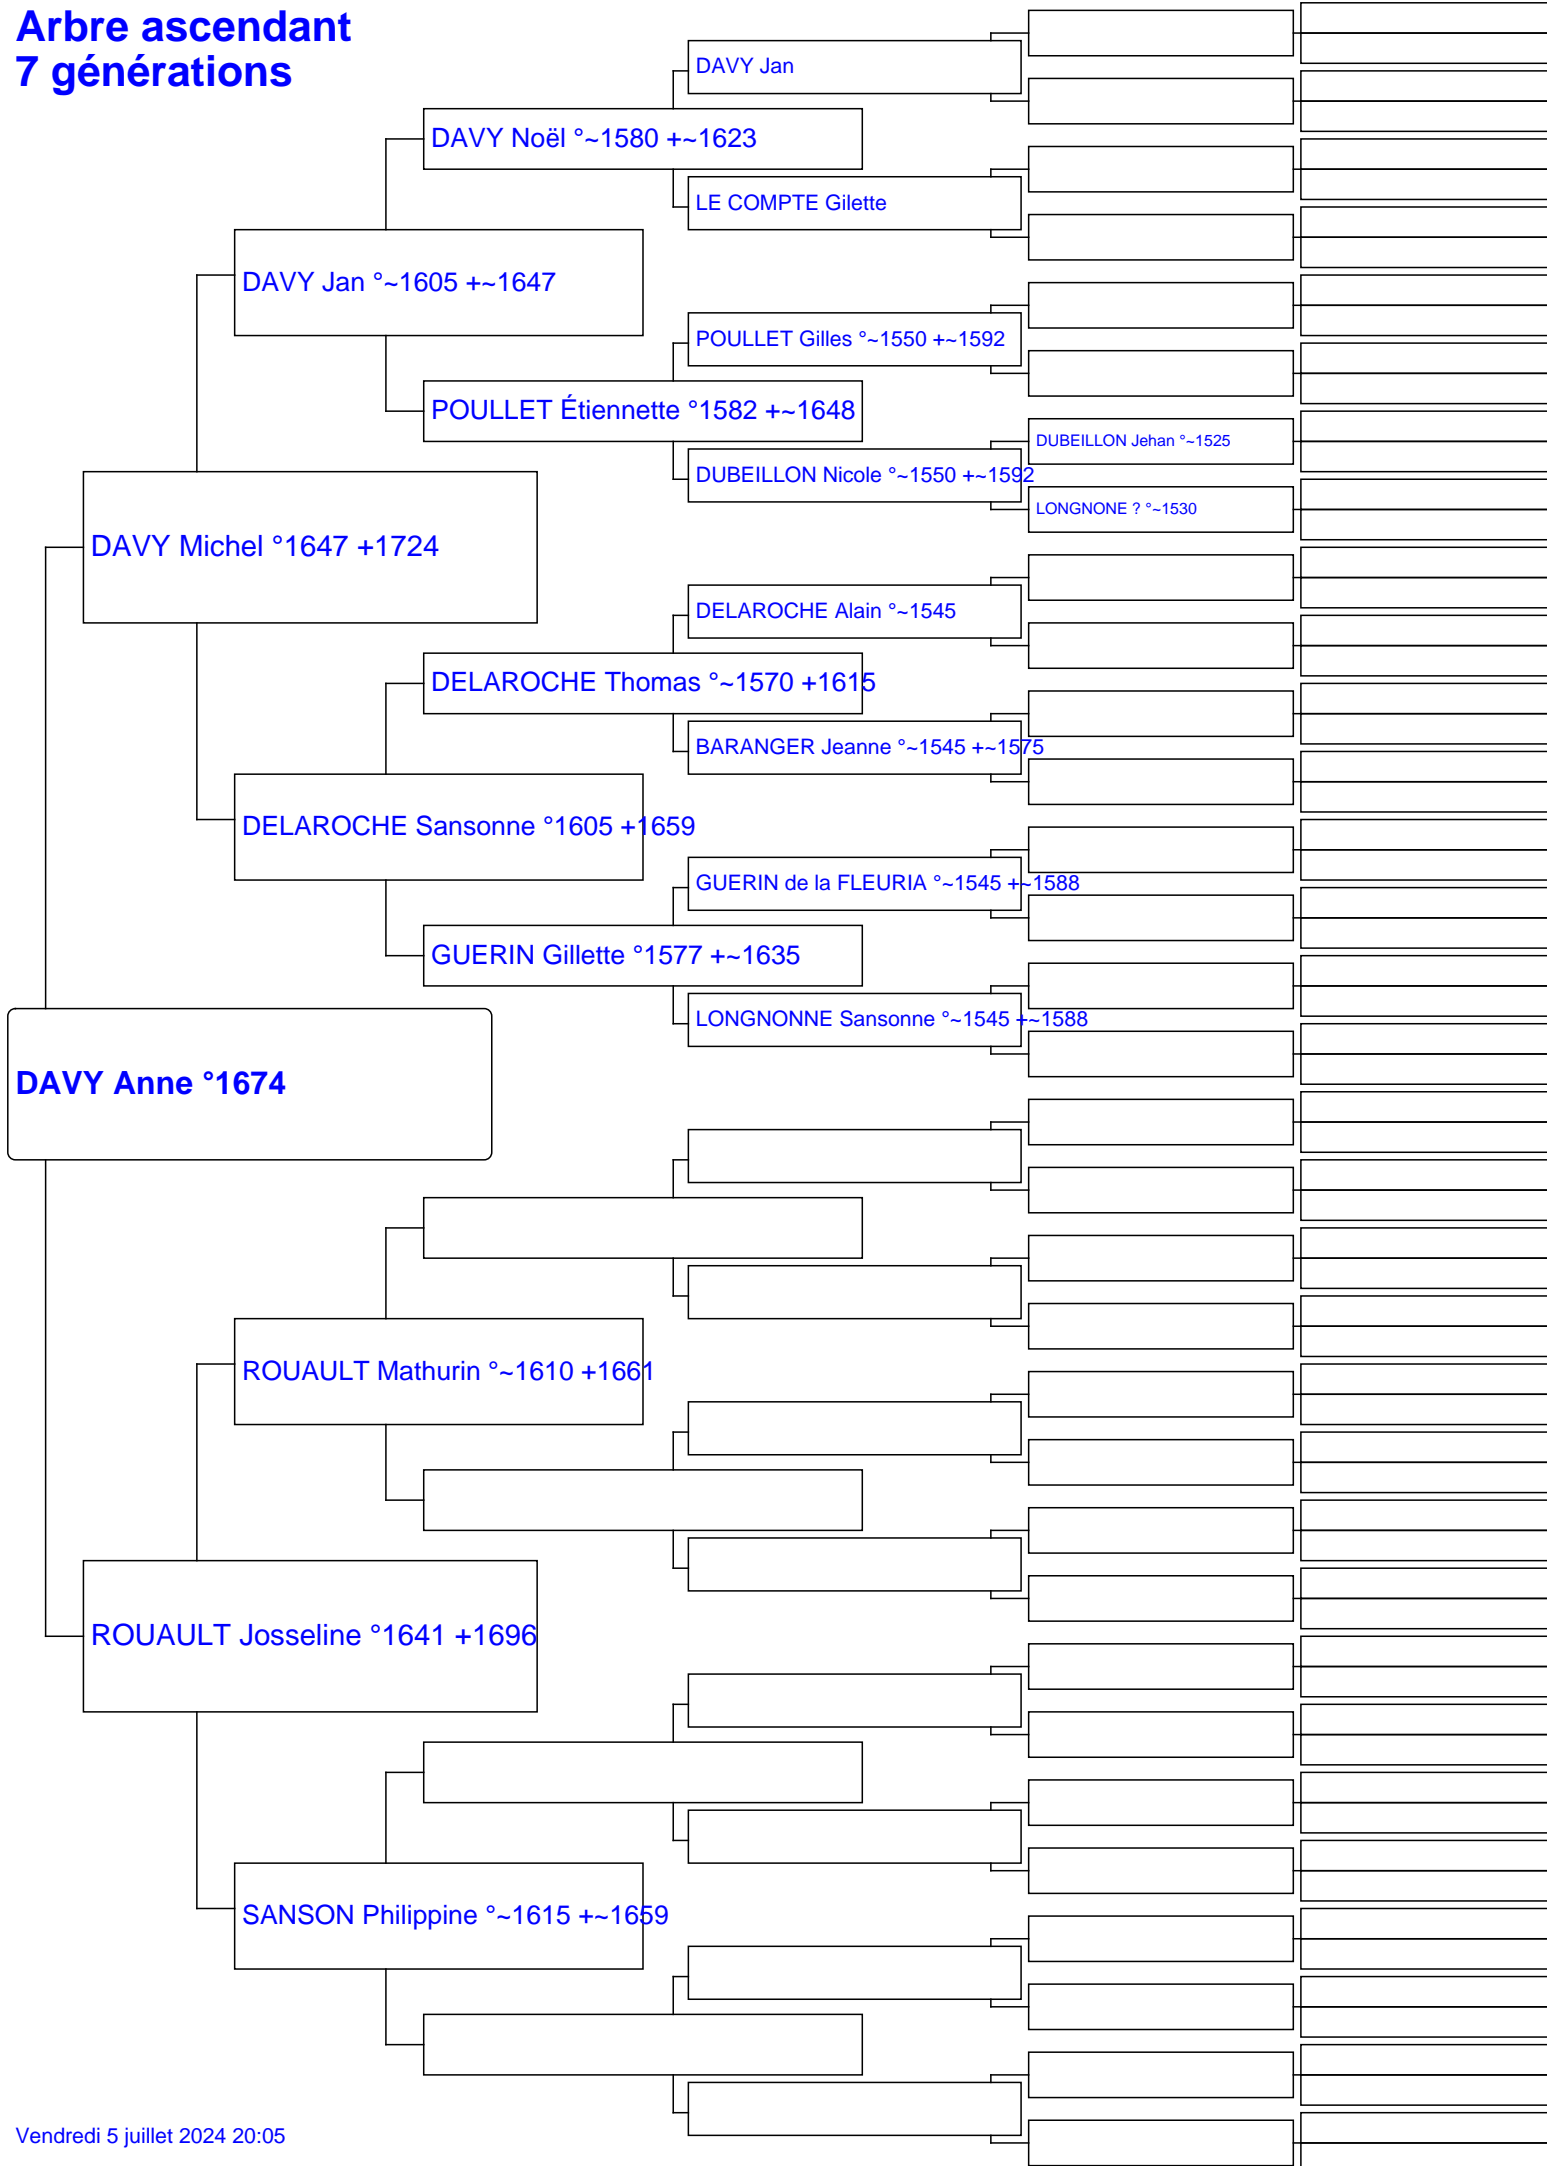 Arbre ascendant
7 générations
DAVY Jan
DAVY Noël °~1580 +~1623
LE COMPTE Gilette
DAVY Jan °~1605 +~1647
POULLET Gilles °~1550 +~1592
POULLET Étiennette °1582 +~1648
DUBEILLON Jehan °~1525
DUBEILLON Nicole °~1550 +~1592
LONGNONE ? °~1530
DAVY Michel °1647 +1724
DELAROCHE Alain °~1545
DELAROCHE Thomas °~1570 +1615
BARANGER Jeanne °~1545 +~1575
DELAROCHE Sansonne °1605 +1659
GUERIN de la FLEURIA °~1545 +~1588
GUERIN Gillette °1577 +~1635
LONGNONNE Sansonne °~1545 +~1588
DAVY Anne °1674
ROUAULT Mathurin °~1610 +1661
ROUAULT Josseline °1641 +1696
SANSON Philippine °~1615 +~1659
Vendredi 5 juillet 2024 20:05